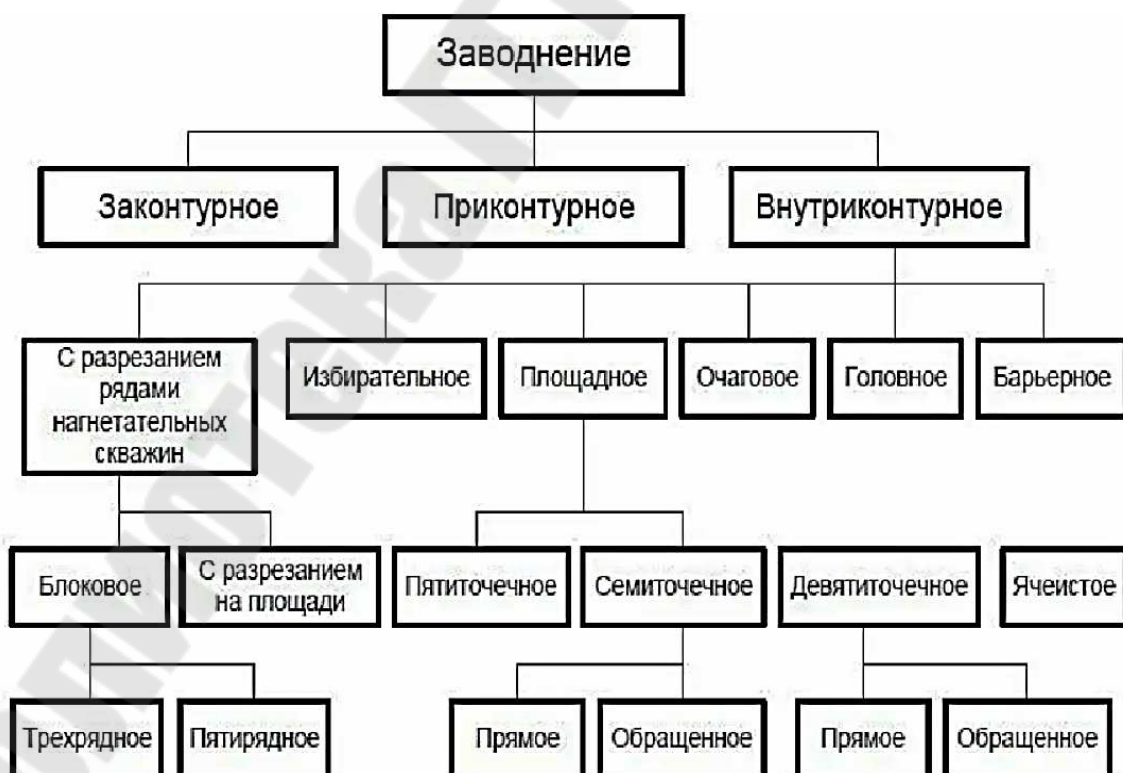 Заводнение
Законтурное
Приконтурное
Внутриконтурное
С разрезанием
рядами
нагнетательных
скважин
Избирательное
Площадное
Очаговое
Головное
Барьерное
Блоковое
С разрезанием
на площади
Пятиточечное
Семиточечное
Девятиточечное
Ячеистое
Трехрядное
Пятирядное
Прямое
Обращенное
Прямое
Обращенное